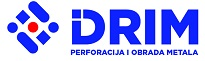 DRIM
PERFORACIJA I OBRADA METALA